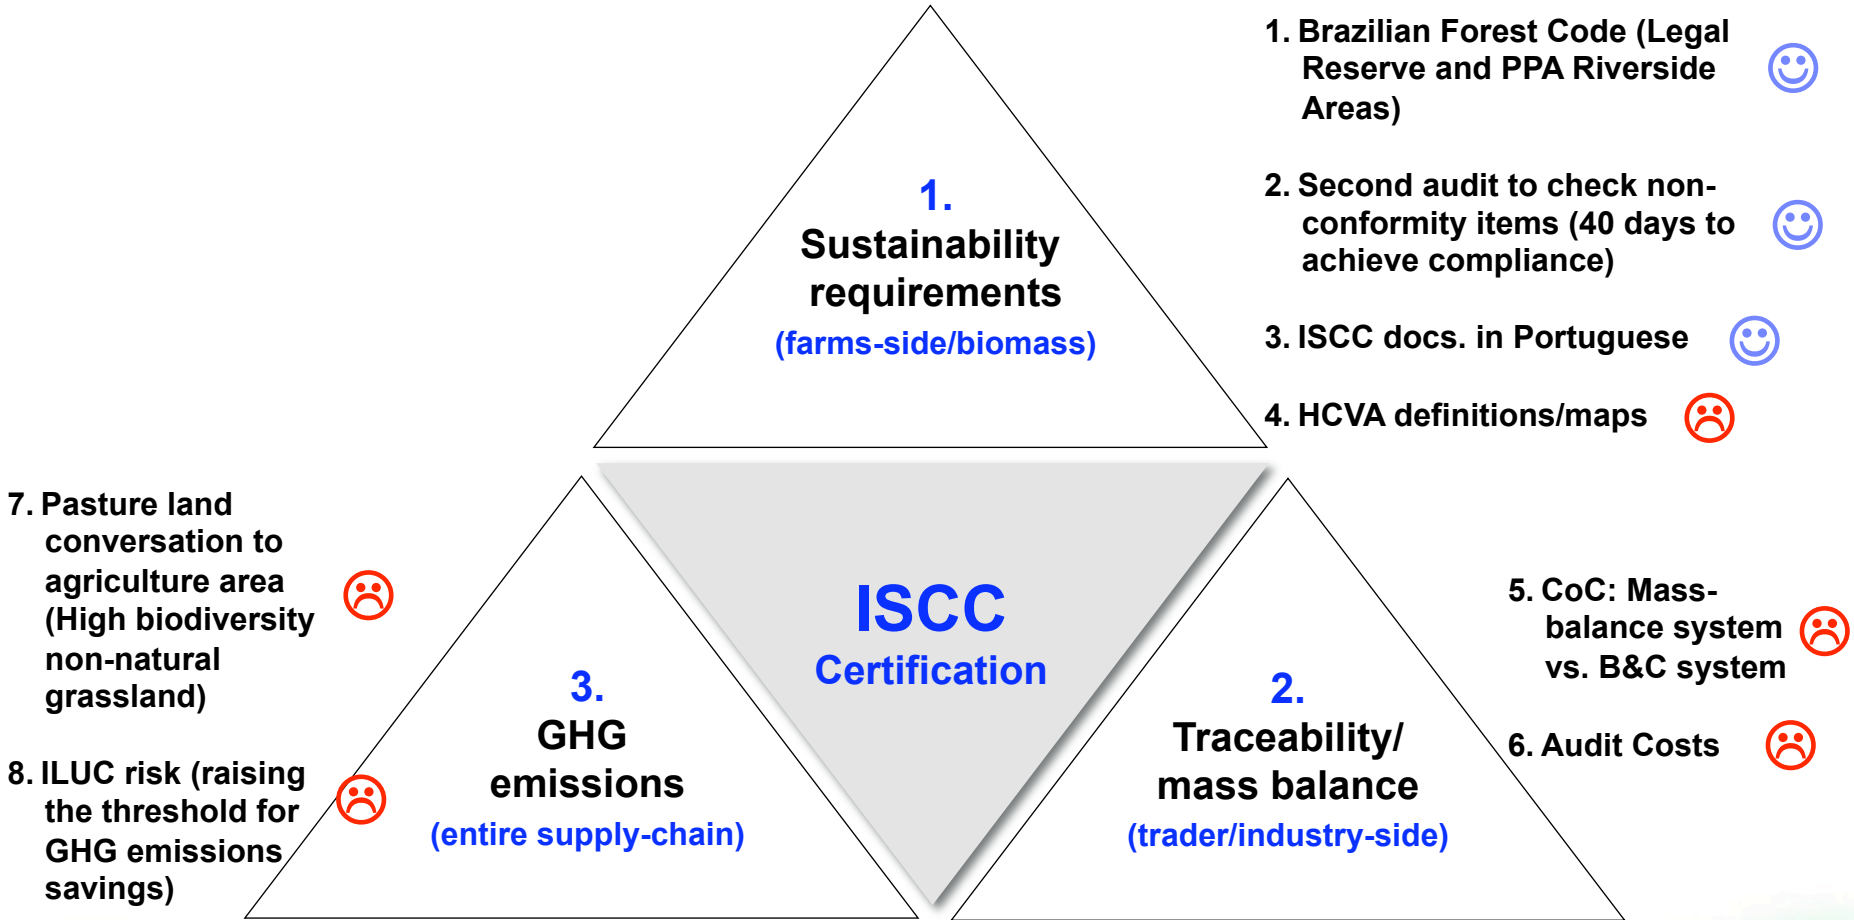 1. Brazilian Forest Code (Legal
Reserve and PPA Riverside
Areas)
2. Second audit to check non-
conformity items (40 days to
achieve compliance)
3. ISCC docs. in Portuguese
4. HCVA definitions/maps
1.
Sustainability
requirements
(farms-side/biomass)
7. Pasture land
conversation to
agriculture area
(High biodiversity
non-natural
grassland)
8. ILUC risk (raising
the threshold for
GHG emissions
savings)
3.
GHG
emissions
(entire supply-chain)
ISCC
Certification
2.
Traceability/
mass balance
(trader/industry-side)
5. CoC: Mass-
balance system
vs. B&C system
6. Audit Costs